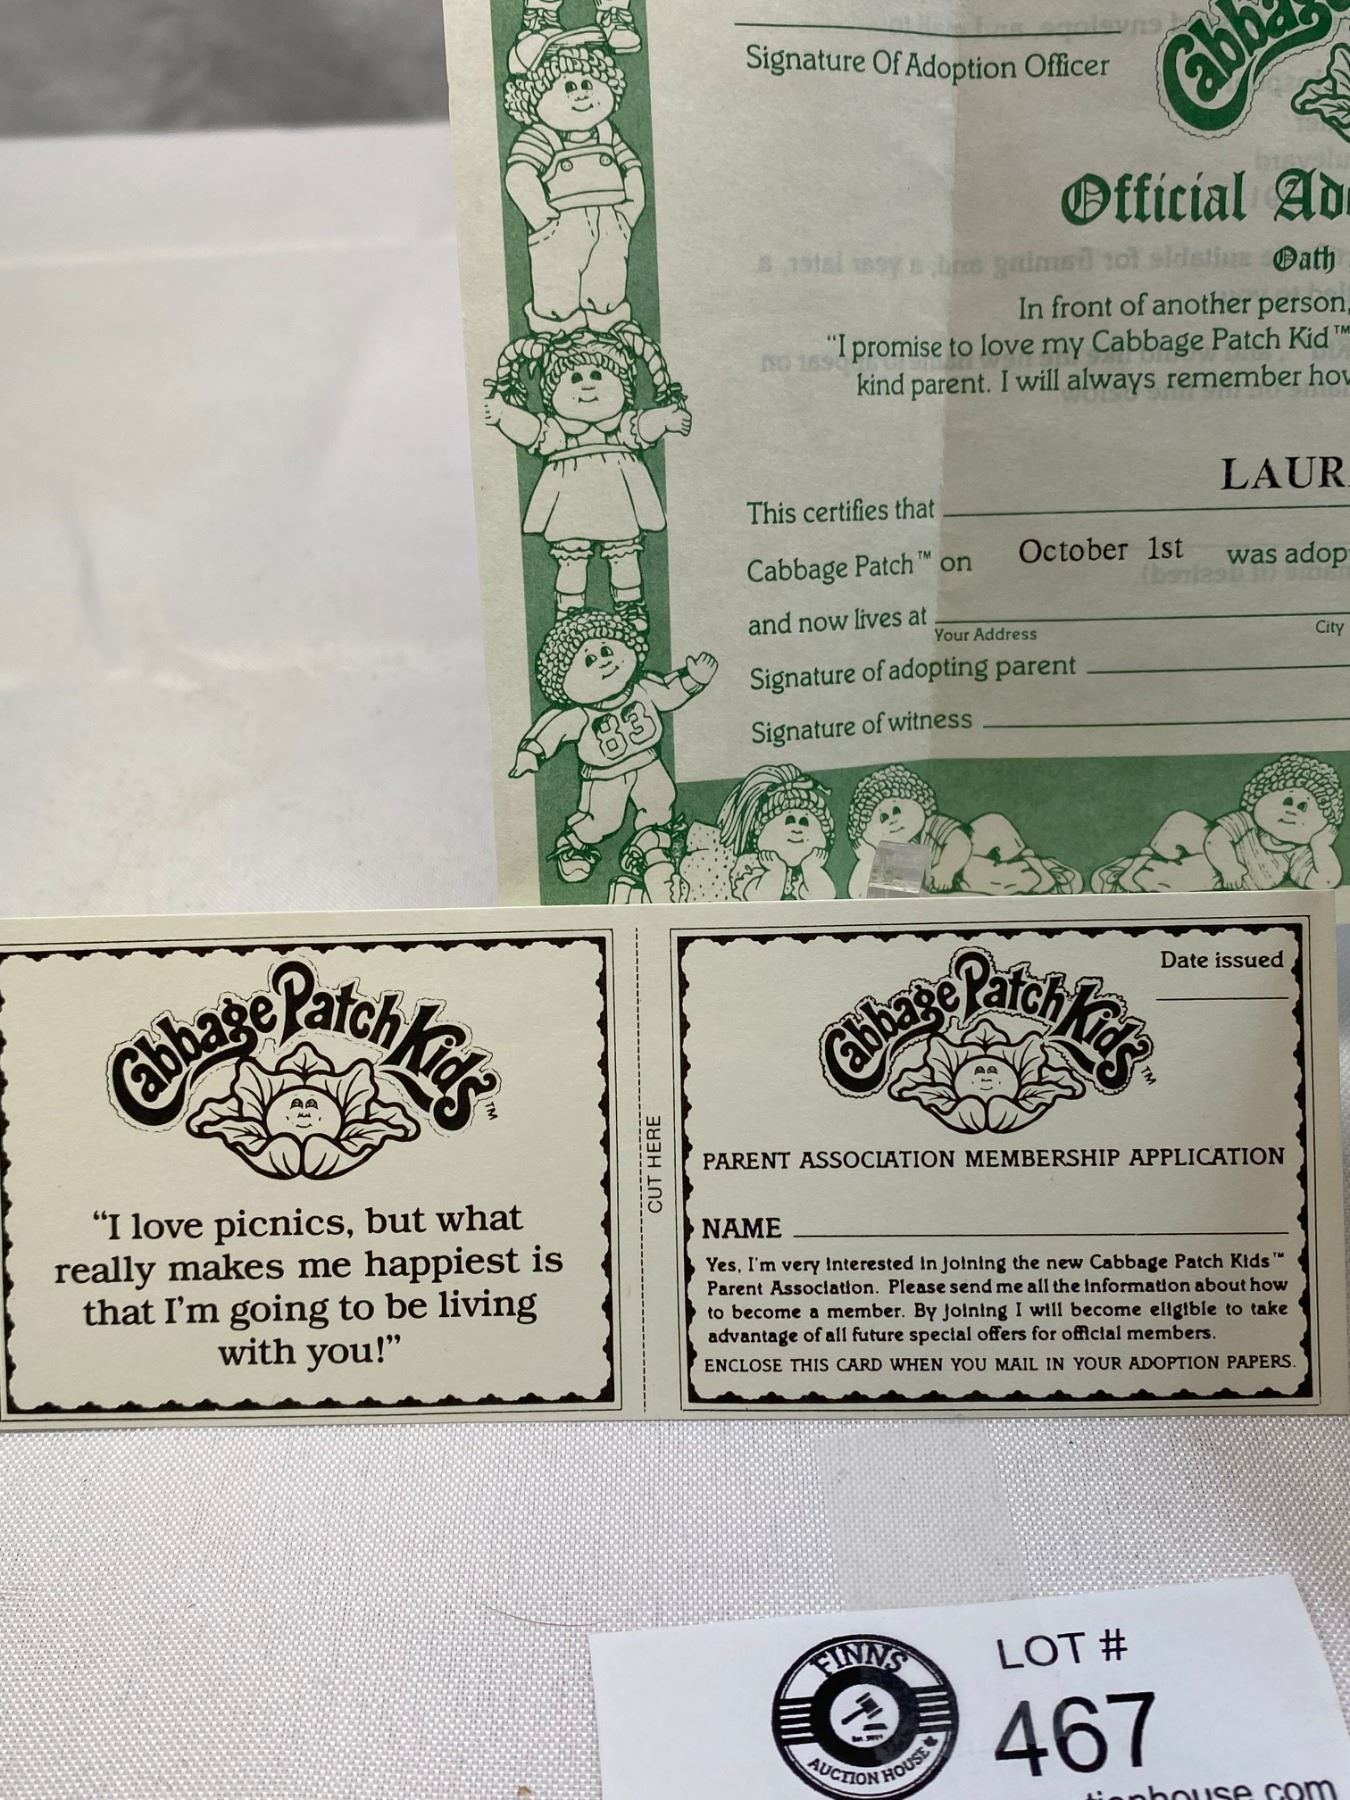 Signature Of Adoption Officer
Cabbage
Official
Oath
In front of another person,
"I promise to love my Cabbage Patch Kid™
kind parent. I will always remember
LAUR
This certifies that
Cabbage Patch™ on October 1st was
and now lives at
Your Address City
Signature of adopting parent
Signature of witness
83
Cabbage Patch Kids™
"I love picnics, but what
really makes me happiest is
that I'm going to be living
with you!"
CUT HERE
Date issued
Cabbage Patch Kids™
PARENT ASSOCIATION MEMBERSHIP APPLICATION
NAME
Yes, I'm very interested in joining the new Cabbage Patch Kids™
Parent Association. Please send me all the information about how
to become a member. By joining I will become eligible to take
advantage of all future special offers for official members.
ENCLOSE THIS CARD WHEN YOU MAIL IN YOUR ADOPTION PAPERS.
FINNS
AUCTION HOUSE
LOT #
467